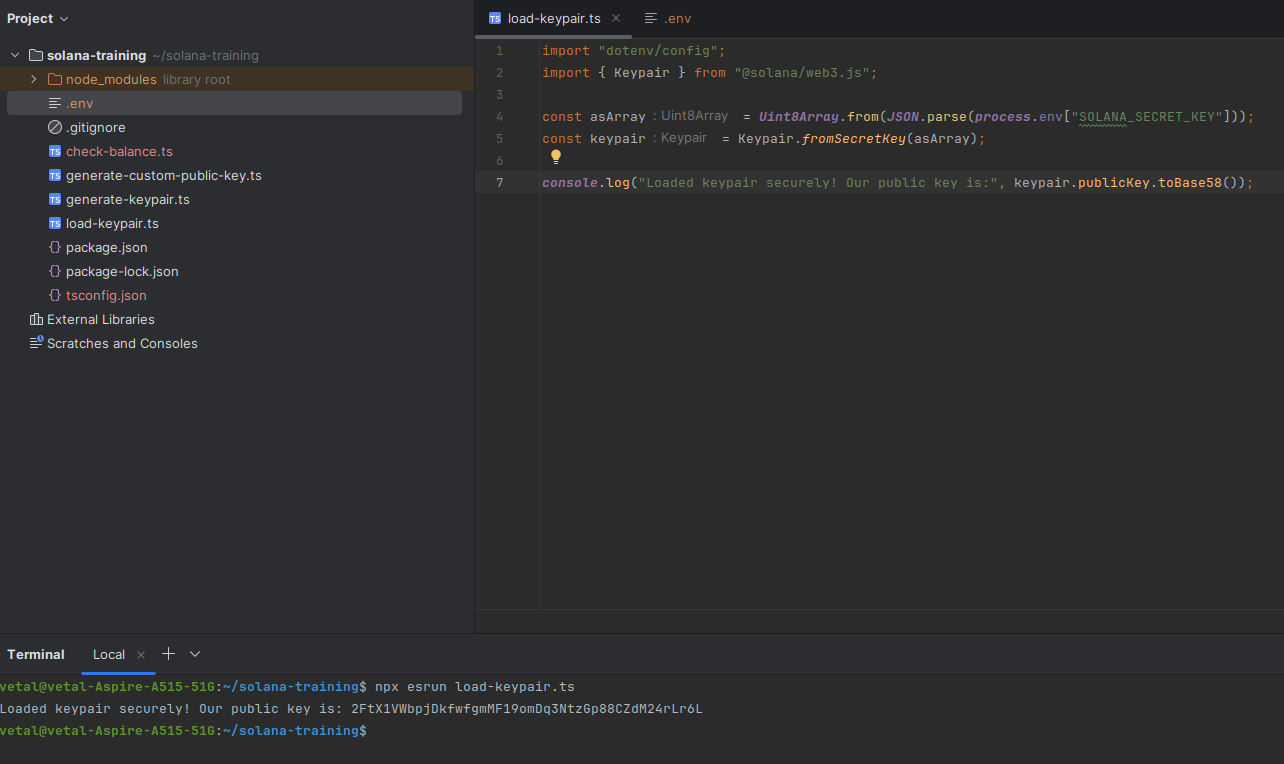 Project
load-keypair.ts
.env
solana-training ~/solana-training
node_modules library root
.env
.gitignore
TS check-balance.ts
TS generate-custom-public-key.ts
TS generate-keypair.ts
TS load-keypair.ts
{} package.json
{} package-lock.json
{} tsconfig.json
External Libraries
Scratches and Consoles
1 import "dotenv/config";
2 import { Keypair } from "@solana/web3.js";
3
4 const asArray : Uint8Array = Uint8Array.from(JSON.parse(process.env["SOLANA_SECRET_KEY"]));
5 const keypair : Keypair = Keypair.fromSecretKey(asArray);
6
7 console.log("Loaded keypair securely! Our public key is:", keypair.publicKey.toBase58());
Terminal Local
vetal@vetal-Aspire-A515-51G:~/solana-training$ npx esrun load-keypair.ts
Loaded keypair securely! Our public key is: 2FtX1VWbpjDkfwfgmMF19omDq3NtzGp88CZdM24rLr6L
vetal@vetal-Aspire-A515-51G:~/solana-training$